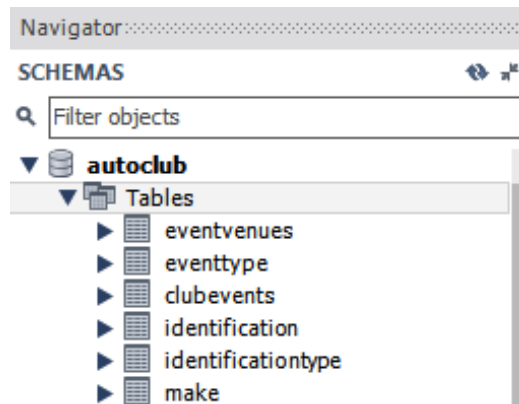 Navigator
SCHEMAS
Filter objects
autoclub
Tables
eventvenues
eventtype
clubevents
identification
identificationtype
make